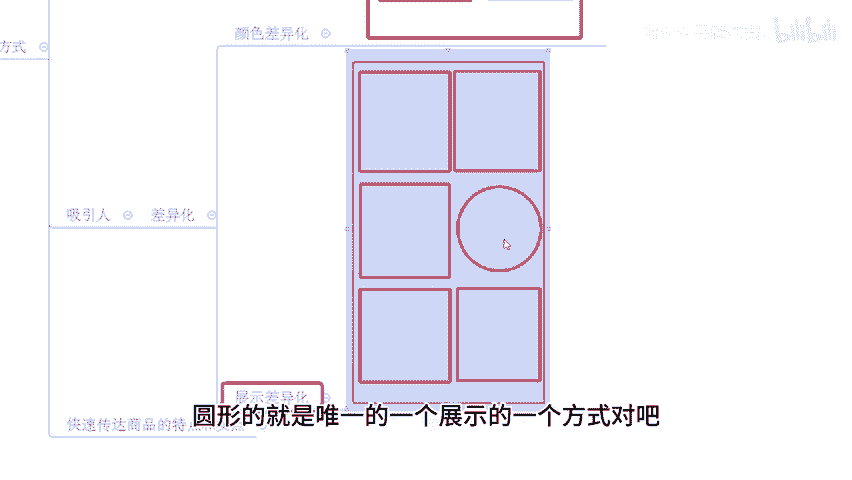 颜色差异化
方式
bilibili
吸引人
差异化
展示差异化
快速传达商品的特点
圆形的就是唯一的一个展示的一个方式对吧